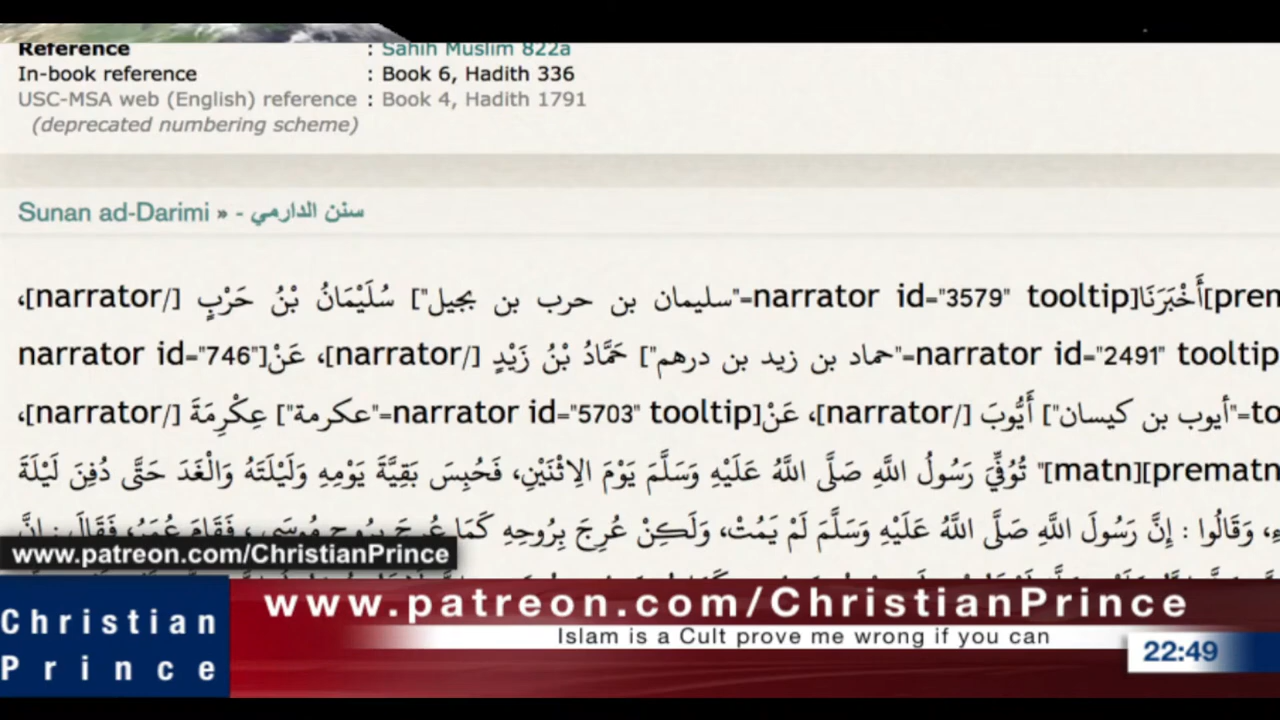 Reference : Sahih Muslim 822a
In-book reference : Book 6, Hadith 336
USC-MSA web (English) reference : Book 4, Hadith 1791
(deprecated numbering scheme)
Sunan ad-Darimi » - سنن الدارمي
prem]أَخْبَرَنَا[narrator id="3579" tooltip="سليمان بن حرب بن بجيل"] سُلَيْمَانُ بْنُ حَرْبٍ [/narrator]،
narrator id="2491" tooltip="حماد بن زيد بن درهم"] حَمَّادُ بْنُ زَيْدٍ [/narrator]، عَنْ[narrator id="746"
to="أيوب بن كيسان"] أَيُّوبَ [/narrator]، عَنْ[narrator id="5703" tooltip="عكرمة"] عِكْرِمَةَ [/narrator]،
prematn][matn]" تُوُفِّيَ رَسُولُ اللَّهِ صَلَّى اللَّهُ عَلَيْهِ وَسَلَّمَ يَوْمَ الِاثْنَيْنِ، فَحُبِسَ بَقِيَّةَ يَوْمِهِ وَلَيْلَتَهُ وَالْغَدَ حَتَّى دُفِنَ لَيْلَةَ
وَقَالُوا : إِنَّ رَسُولَ اللَّهِ صَلَّى اللَّهُ عَلَيْهِ وَسَلَّمَ لَمْ يَمُتْ، وَلَكِنْ عُرِجَ بِرُوحِهِ كَمَا عُرِجَ بِرُوحِ مُوسَى، فَقَامَ عُمَرُ، فَقَالَ : إِنَّ
www.patreon.com/ChristianPrince
www.patreon.com/ChristianPrince
Islam is a Cult prove me wrong if you can
Christian
Prince
22:49